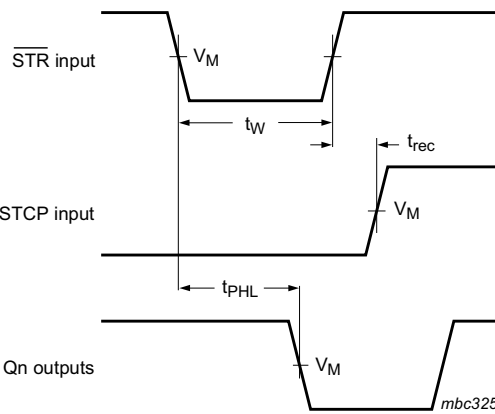 STR input
VM
tW
trec
STCP input
VM
tPHL
Qn outputs
VM
mbc325